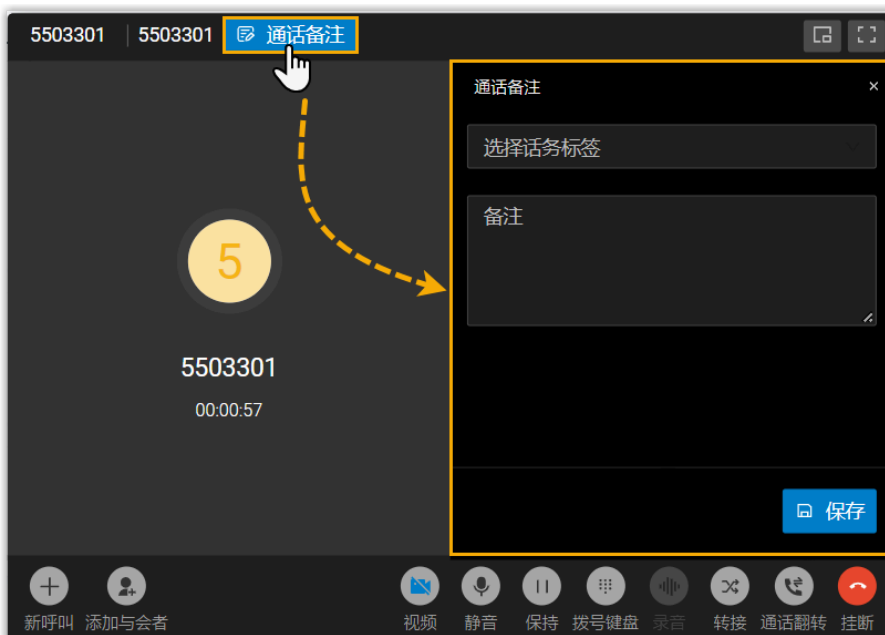 5503301 5503301 通话备注
通话备注 ×
选择话务标签
备注
5
5503301
00:00:57
保存
新呼叫 添加与会者 视频 静音 保持 拨号键盘 录音 转接 通话翻转 挂断